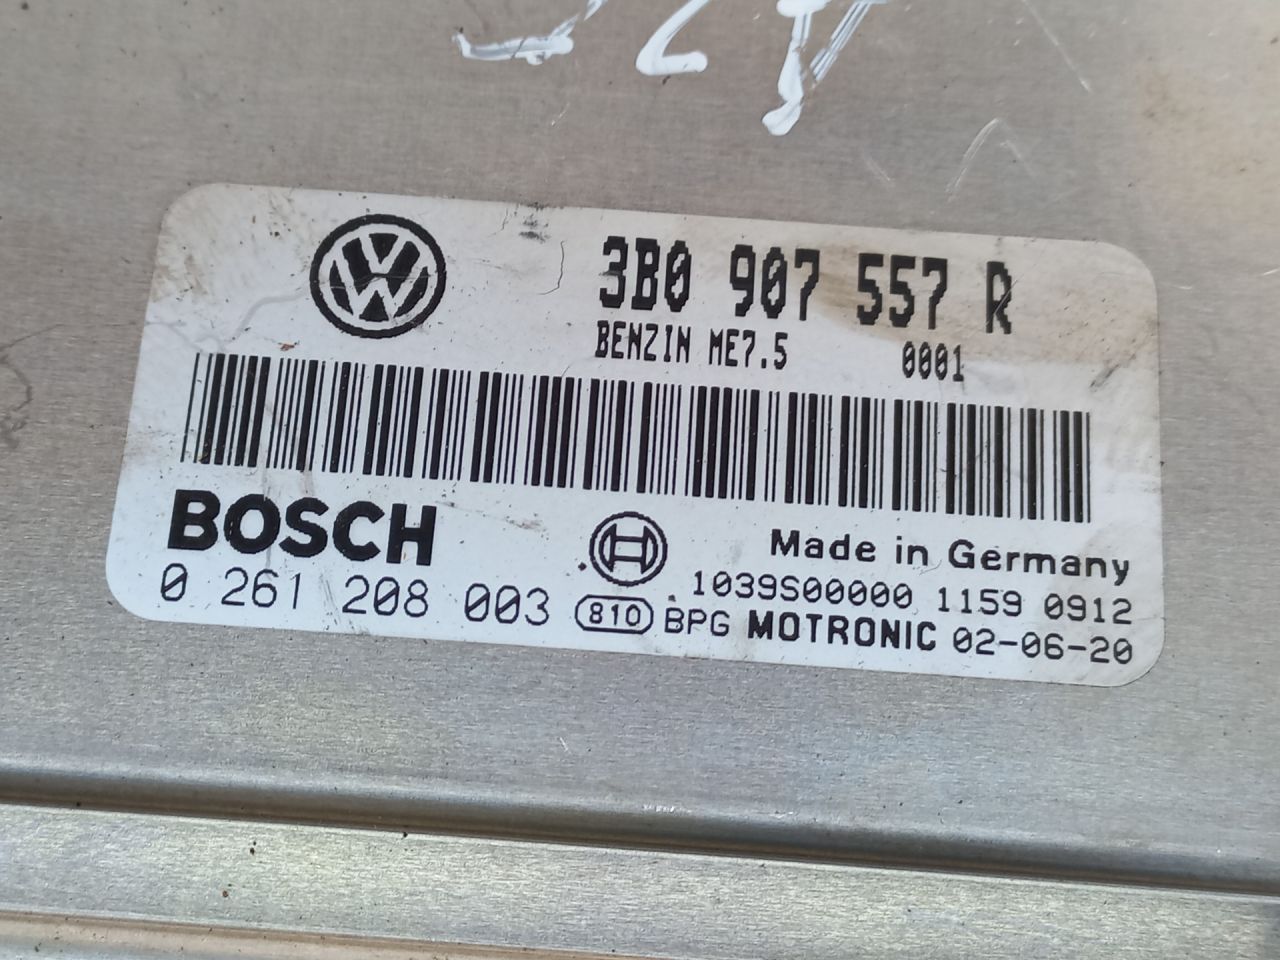 3B0 907 557 R
BENZIN ME7.5 0001
BOSCH
Made in Germany
0 261 208 003
1039S00000 1159 0912
810 BPG MOTRONIC 02-06-20